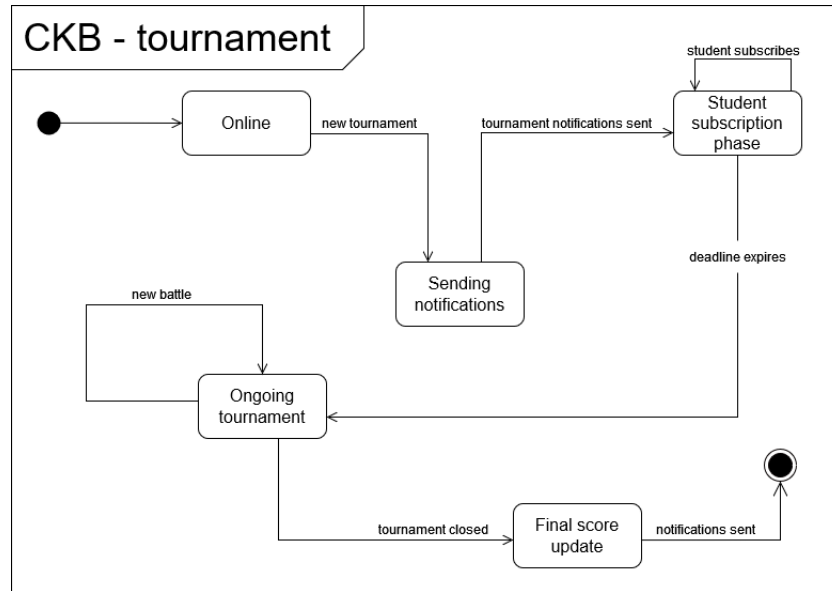 CKB - tournament
student subscribes
Online
new tournament
tournament notifications sent
Student
subscription
phase
deadline expires
Sending
notifications
new battle
Ongoing
tournament
tournament closed
Final score
update
notifications sent